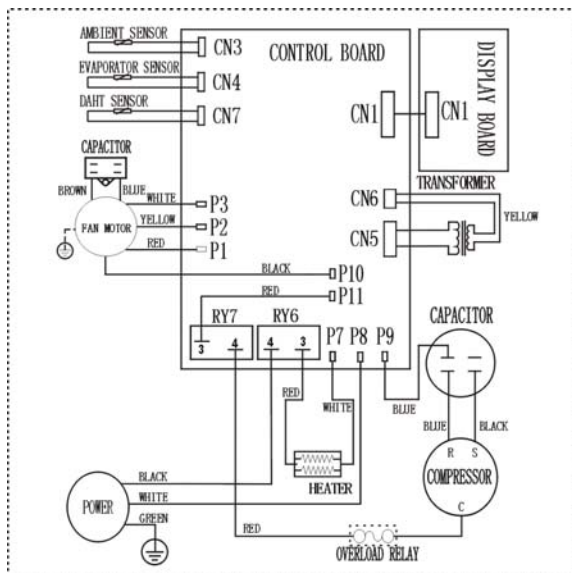 AMBIENT SENSOR
CN3
CONTROL BOARD
EVAPORATOR SENSOR
CN4
DAHT SENSOR
CN7
CN1
CN1
DISPLAY BOARD
CAPACITOR
BROWN
BLUE
WHITE
P3
YELLOW
P2
FAN MOTOR
RED
P1
CN6
TRANSFORMER
YELLOW
CN5
BLACK
P10
RED
P11
RY7
RY6
P7
P8
P9
3
4
4
3
CAPACITOR
RED
WHITE
BLUE
BLUE
BLACK
R
S
COMPRESSOR
C
HEATER
BLACK
POWER
WHITE
GREEN
RED
OVERLOAD RELAY